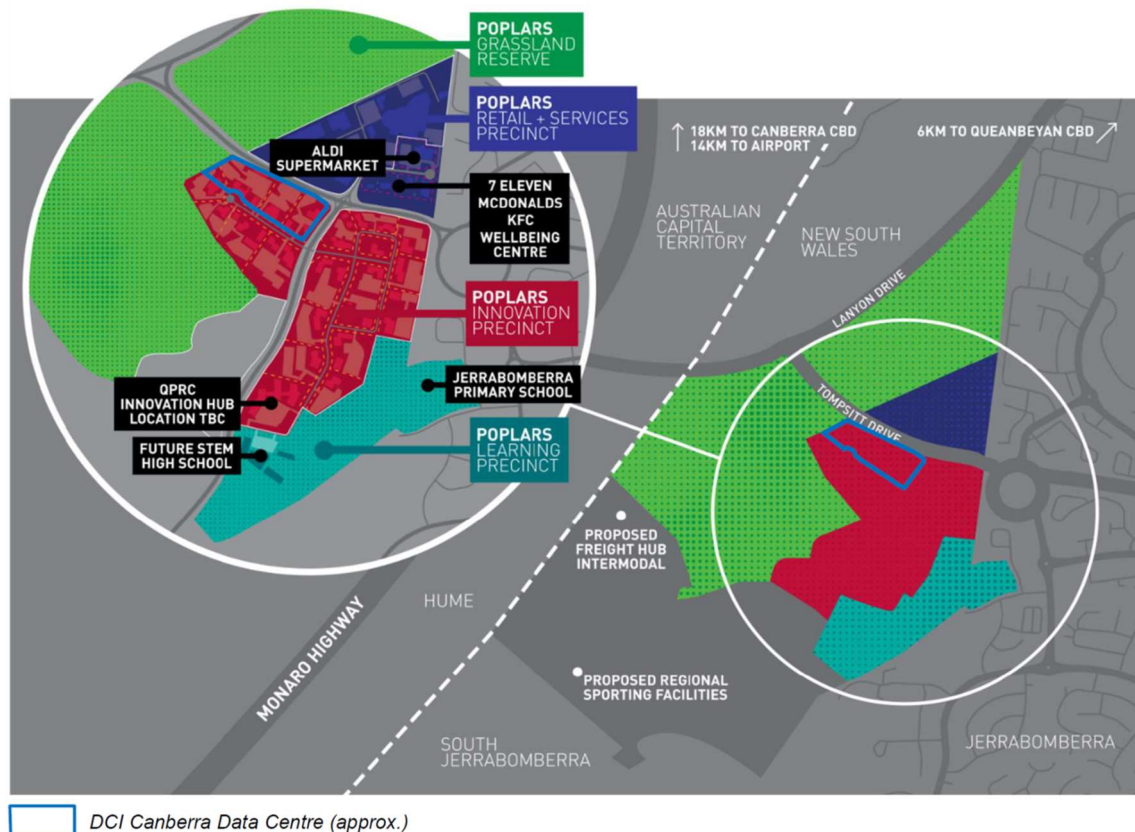 POPLARS
GRASSLAND
RESERVE
POPLARS
RETAIL + SERVICES
PRECINCT
ALDI
SUPERMARKET
7 ELEVEN
MCDONALDS
KFC
WELLBEING
CENTRE
18KM TO CANBERRA CBD
14KM TO AIRPORT
6KM TO QUEANBEYAN CBD
AUSTRALIAN
CAPITAL
TERRITORY
NEW SOUTH
WALES
LANYON DRIVE
TOMPSITT DRIVE
POPLARS
INNOVATION
PRECINCT
QPRC
INNOVATION HUB
LOCATION TBC
JERRABOMBERRA
PRIMARY SCHOOL
FUTURE STEM
HIGH SCHOOL
POPLARS
LEARNING
PRECINCT
PROPOSED
FREIGHT HUB
INTERMODAL
HUME
MONARO HIGHWAY
PROPOSED REGIONAL
SPORTING FACILITIES
SOUTH
JERRABOMBERRA
JERRABOMBERRA
DCI Canberra Data Centre (approx.)